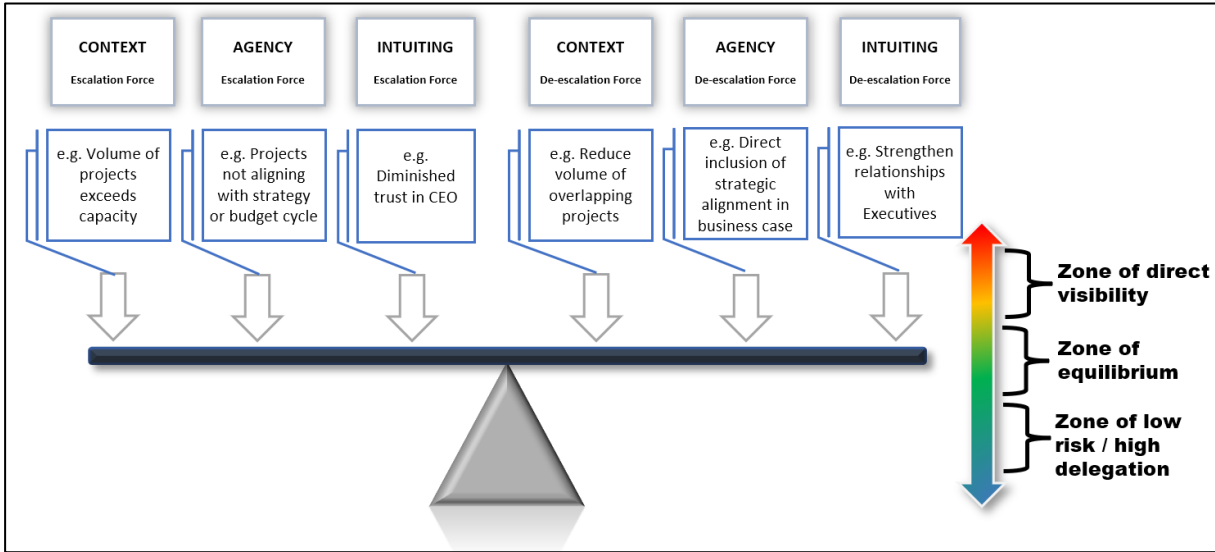 CONTEXT
Escalation Force
AGENCY
Escalation Force
INTUITING
Escalation Force
CONTEXT
De-escalation Force
AGENCY
De-escalation Force
INTUITING
De-escalation Force
e.g. Volume of
projects
exceeds
capacity
e.g. Projects
not aligning
with strategy
or budget cycle
e.g.
Diminished
trust in CEO
e.g. Reduce
volume of
overlapping
projects
e.g. Direct
inclusion of
strategic
alignment in
business case
e.g. Strengthen
relationships
with
Executives
Zone of direct
visibility
Zone of
equilibrium
Zone of low
risk / high
delegation